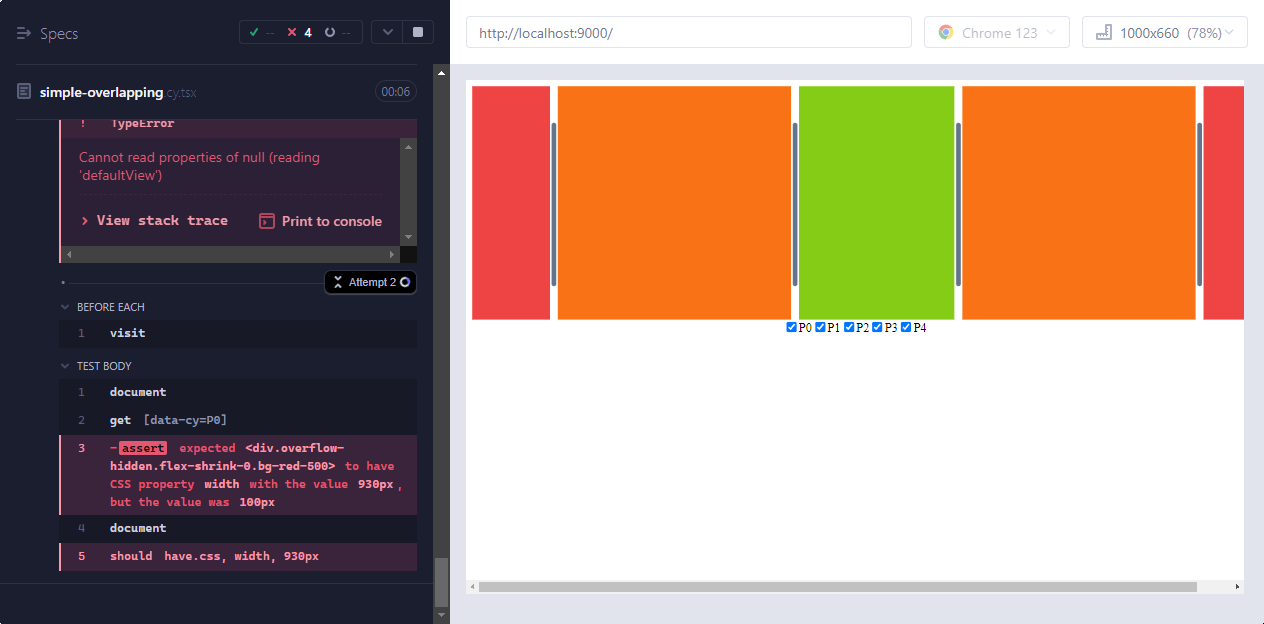 Specs
-- 4 --
simple-overlapping.cy.tsx
00:06
! TypeError
Cannot read properties of null (reading
'defaultView')
View stack trace
Print to console
Attempt 2
BEFORE EACH
1 visit
TEST BODY
1 document
2 get [data-cy=P0]
3 -assert expected <div.overflow-
hidden.flex-shrink-0.bg-red-500> to have
CSS property width with the value 930px,
but the value was 100px
4 document
5 should have.css, width, 930px
http://localhost:9000/
Chrome 123
1000x660 (78%)
P0 P1 P2 P3 P4